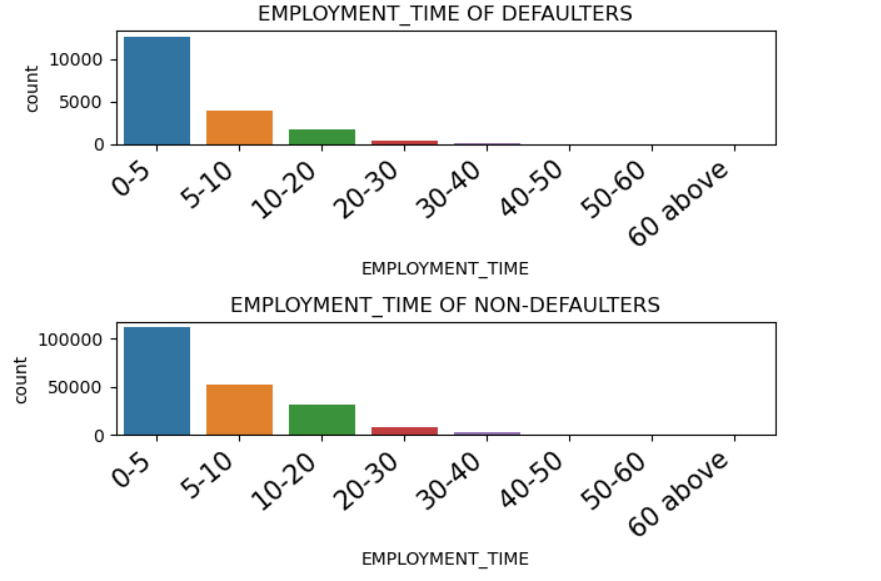 EMPLOYMENT_TIME OF DEFAULTERS
10000
5000
0
count
0-5
5-10
10-20
20-30
30-40
40-50
50-60
60 above
EMPLOYMENT_TIME
EMPLOYMENT_TIME OF NON-DEFAULTERS
100000
50000
0
count
0-5
5-10
10-20
20-30
30-40
40-50
50-60
60 above
EMPLOYMENT_TIME